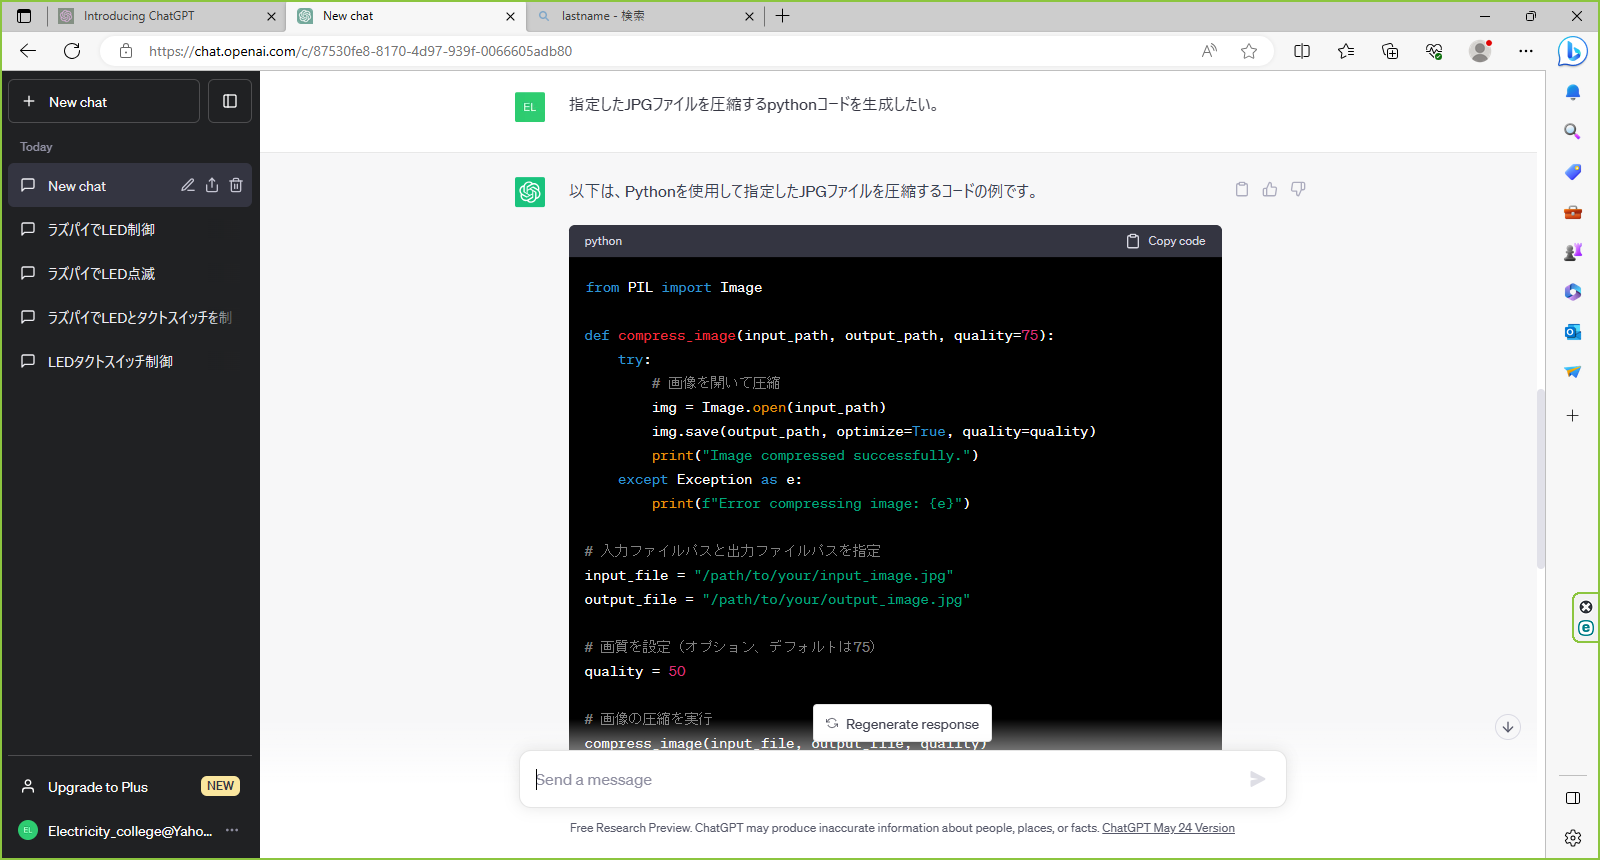 Introducing ChatGPT
New chat
lastname - 検索
https://chat.openai.com/c/87530fe8-8170-4d97-939f-0066605adb80
New chat
Today
New chat
ラズパイでLED制御
ラズパイでLED点滅
ラズパイでLEDとタクトスイッチを制
LEDタクトスイッチ制御
Upgrade to Plus
NEW
EL
Electricity_college@Yaho...
EL
指定したJPGファイルを圧縮するpythonコードを生成したい。
以下は、Pythonを使用して指定したJPGファイルを圧縮するコードの例です。
python
Copy code
from PIL import Image
def compress_image(input_path, output_path, quality=75):
try:
# 画像を開いて圧縮
img = Image.open(input_path)
img.save(output_path, optimize=True, quality=quality)
print("Image compressed successfully.")
except Exception as e:
print(f"Error compressing image: {e}")
# 入力ファイルパスと出力ファイルパスを指定
input_file = "/path/to/your/input_image.jpg"
output_file = "/path/to/your/output_image.jpg"
# 画質を設定（オプション、デフォルトは75）
quality = 50
# 画像の圧縮を実行
compress_image(input_file, output_file, quality)
Regenerate response
Send a message
Free Research Preview. ChatGPT may produce inaccurate information about people, places, or facts. ChatGPT May 24 Version